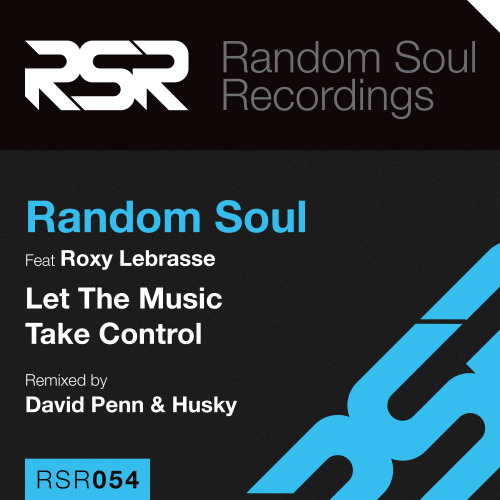 RSR
Random Soul
Recordings
Random Soul
Feat Roxy Lebrasse
Let The Music
Take Control
Remixed by
David Penn & Husky
RSR054